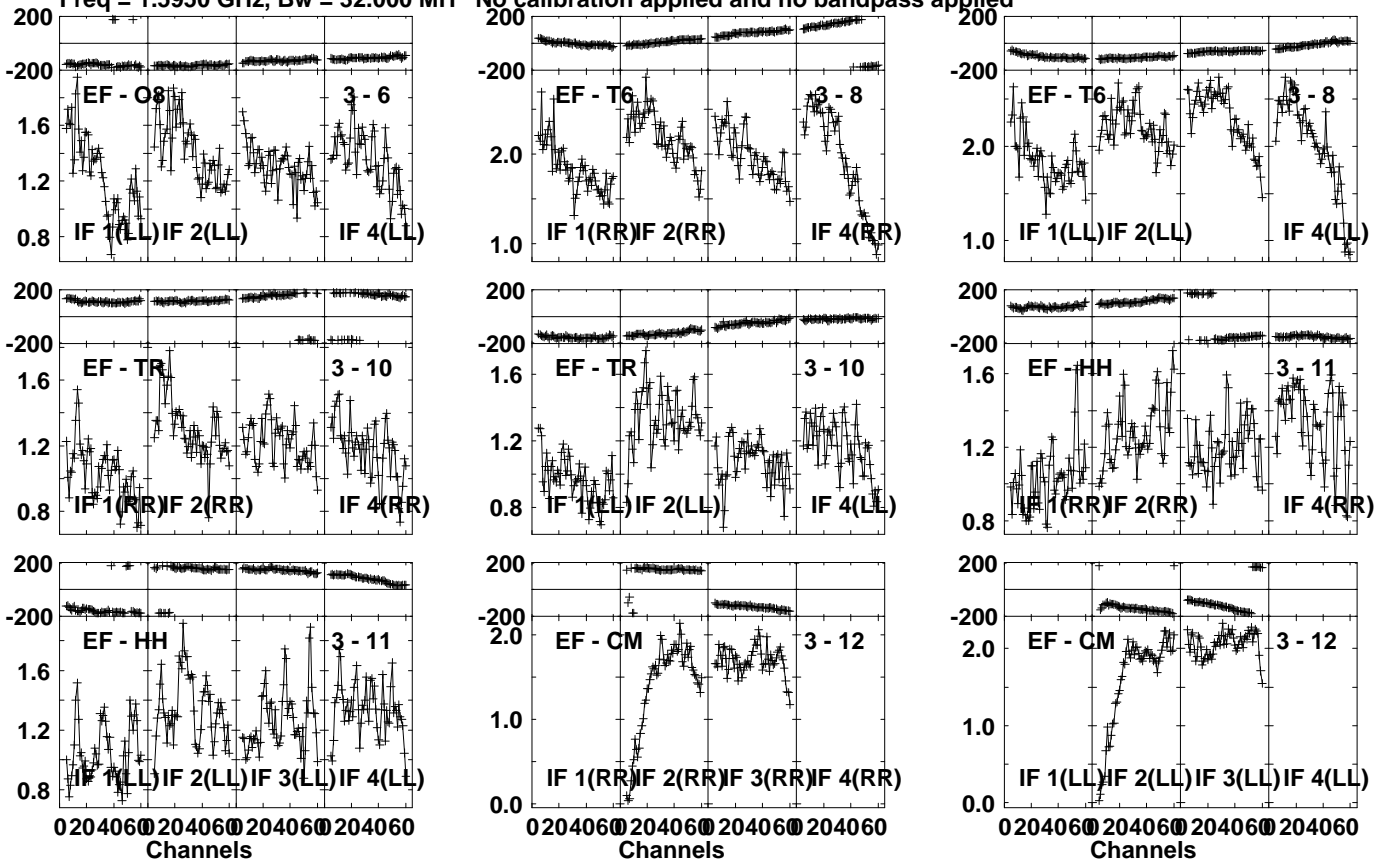 Freq = 1.5950 GHz, Bw = 32.000 MH No calibration applied and no bandpass applied
200
-200
EF - O8
3 - 6
1.6
1.2
0.8
IF 1(LL) IF 2(LL) IF 4(LL)
200
-200
EF - T6
3 - 8
2.0
1.0
IF 1(RR) IF 2(RR) IF 4(RR)
200
-200
EF - T6
3 - 8
2.0
1.0
IF 1(LL) IF 2(LL) IF 4(LL)
200
-200
EF - TR
3 - 10
1.6
1.2
0.8
IF 1(RR) IF 2(RR) IF 4(RR)
200
-200
EF - TR
3 - 10
1.6
1.2
0.8
IF 1(LL) IF 2(LL) IF 4(LL)
200
-200
EF - HH
3 - 11
1.6
1.2
0.8
IF 1(RR) IF 2(RR) IF 4(RR)
200
-200
EF - HH
3 - 11
1.6
1.2
0.8
IF 1(LL) IF 2(LL) IF 3(LL) IF 4(LL)
0 20 40 60 0 20 40 60 0 20 40 60 0 20 40 60
Channels
200
-200
EF - CM
3 - 12
2.0
1.0
0.0
IF 1(RR) IF 2(RR) IF 3(RR) IF 4(RR)
0 20 40 60 0 20 40 60 0 20 40 60 0 20 40 60
Channels
200
-200
EF - CM
3 - 12
2.0
1.0
0.0
IF 1(LL) IF 2(LL) IF 3(LL) IF 4(LL)
0 20 40 60 0 20 40 60 0 20 40 60 0 20 40 60
Channels